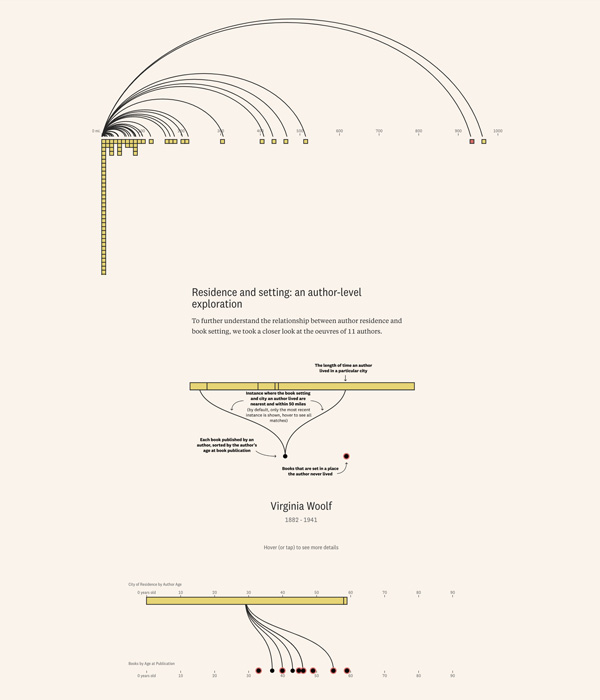 0 mi
600
700
800
900
1000
Residence and setting: an author-level
exploration
To further understand the relationship between author residence and
book setting, we took a closer look at the oeuvres of 11 authors.
The length of time an author
lived in a particular city
Instance where the book setting
and city an author lived are
nearest and within 50 miles
(by default, only the most recent
instance is shown, hover to see all
matches)
Each book published by an
author, sorted by the author's
age at book publication
Books that are set in a place
the author never lived
Virginia Woolf
1882 - 1941
Hover (or tap) to see more details
City of Residence by Author Age
0 years old 10 20 30 40 50 60 70 80 90
Books by Age at Publication
0 years old 10 20 30 40 50 60 70 80 90